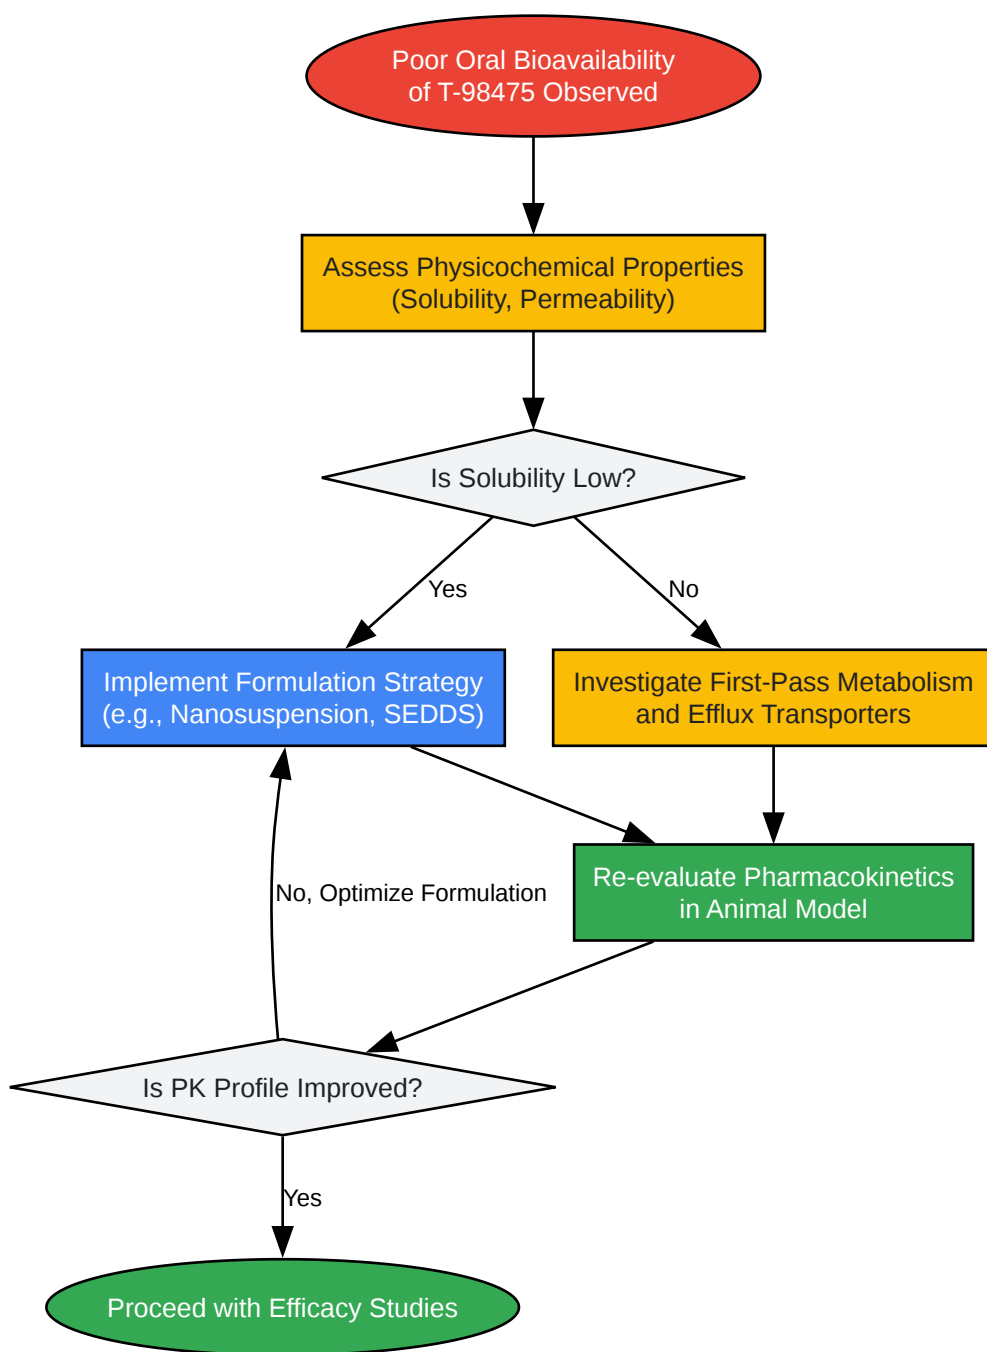 Poor Oral Bioavailability
of T-98475 Observed
Assess Physicochemical Properties
(Solubility, Permeability)
Is Solubility Low?
Yes
No
Implement Formulation Strategy
(e.g., Nanosuspension, SEDDS)
Investigate First-Pass Metabolism
and Efflux Transporters
Re-evaluate Pharmacokinetics
in Animal Model
No, Optimize Formulation
Is PK Profile Improved?
Yes
Proceed with Efficacy Studies